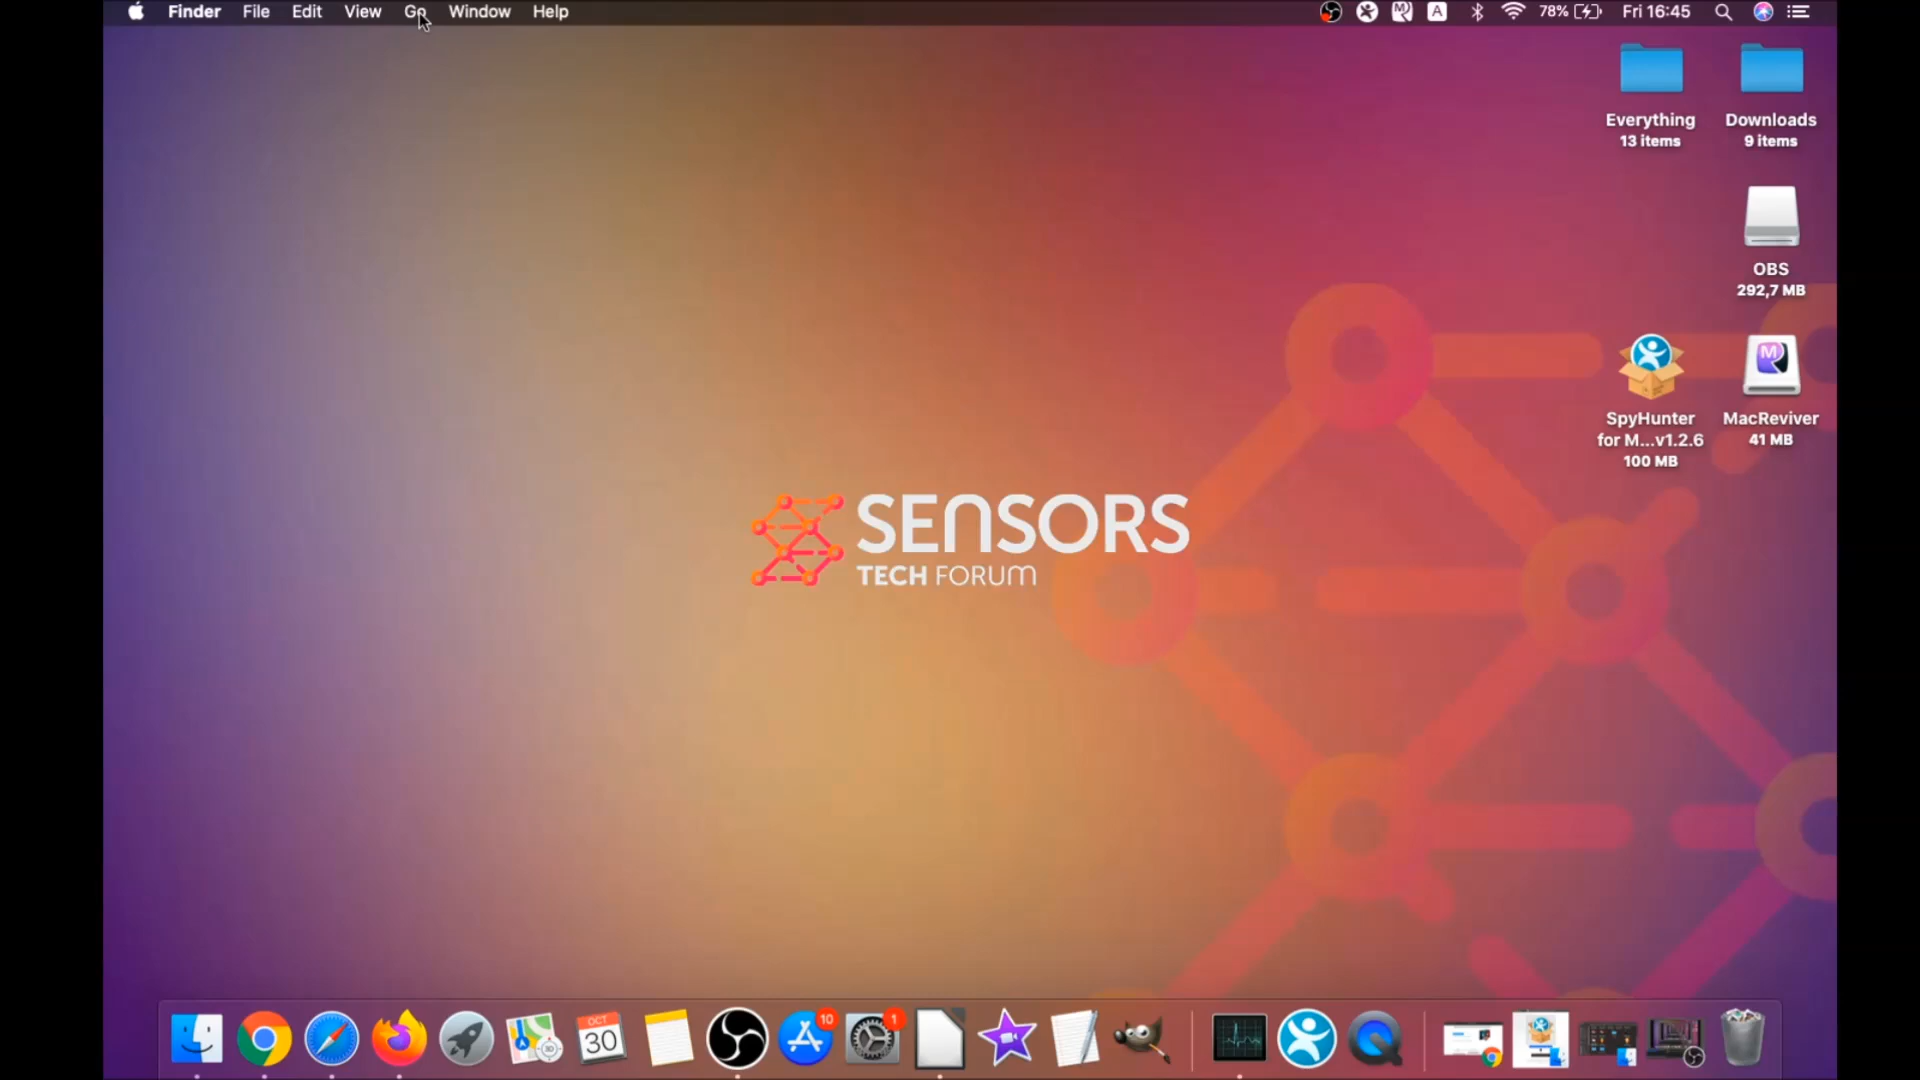 Finder File Edit View Go Window Help
A 78% Fri 16:45
Everything
13 items
Downloads
9 items
OBS
292,7 MB
M
SpyHunter
for M...v1.2.6
100 MB
MacReviver
41 MB
SENSORS
TECH FORUM
OCT
30
10
1